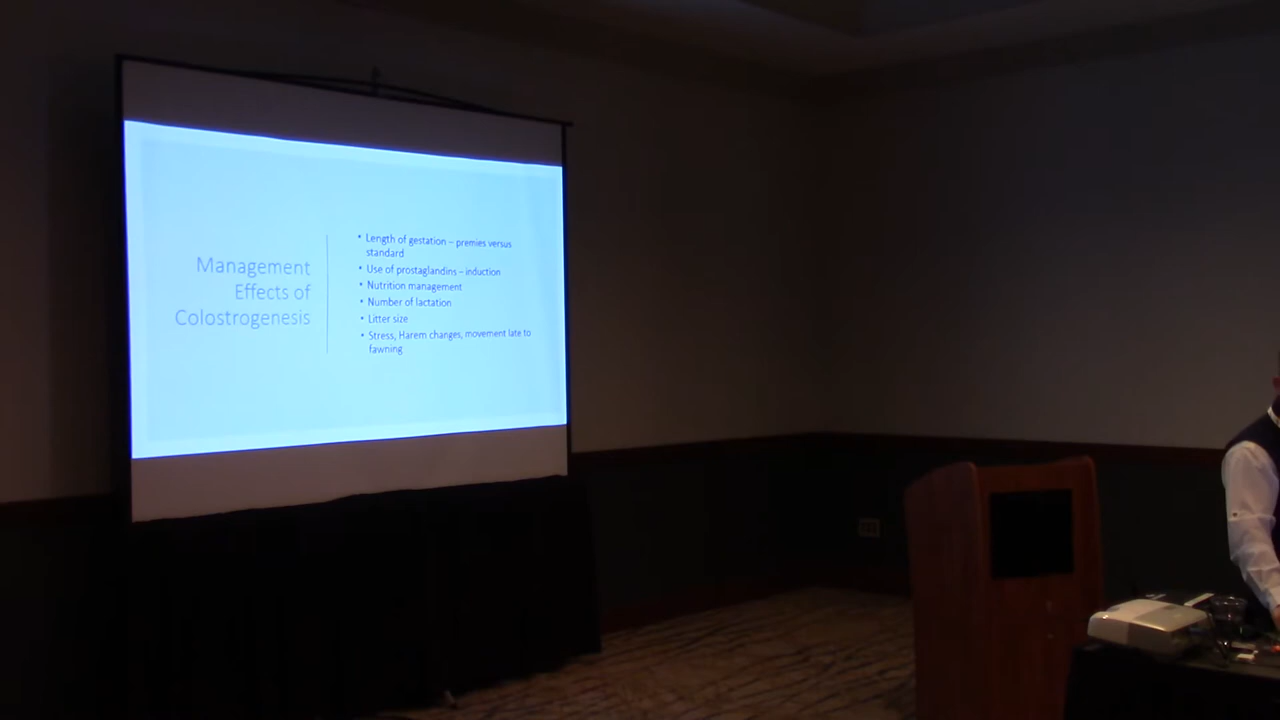 Management
Effects of
Colostrogenesis
• Length of gestation – premies versus
standard
• Use of prostaglandins – induction
• Nutrition management
• Number of lactation
• Litter size
• Stress, Harem changes, movement late to
fawning